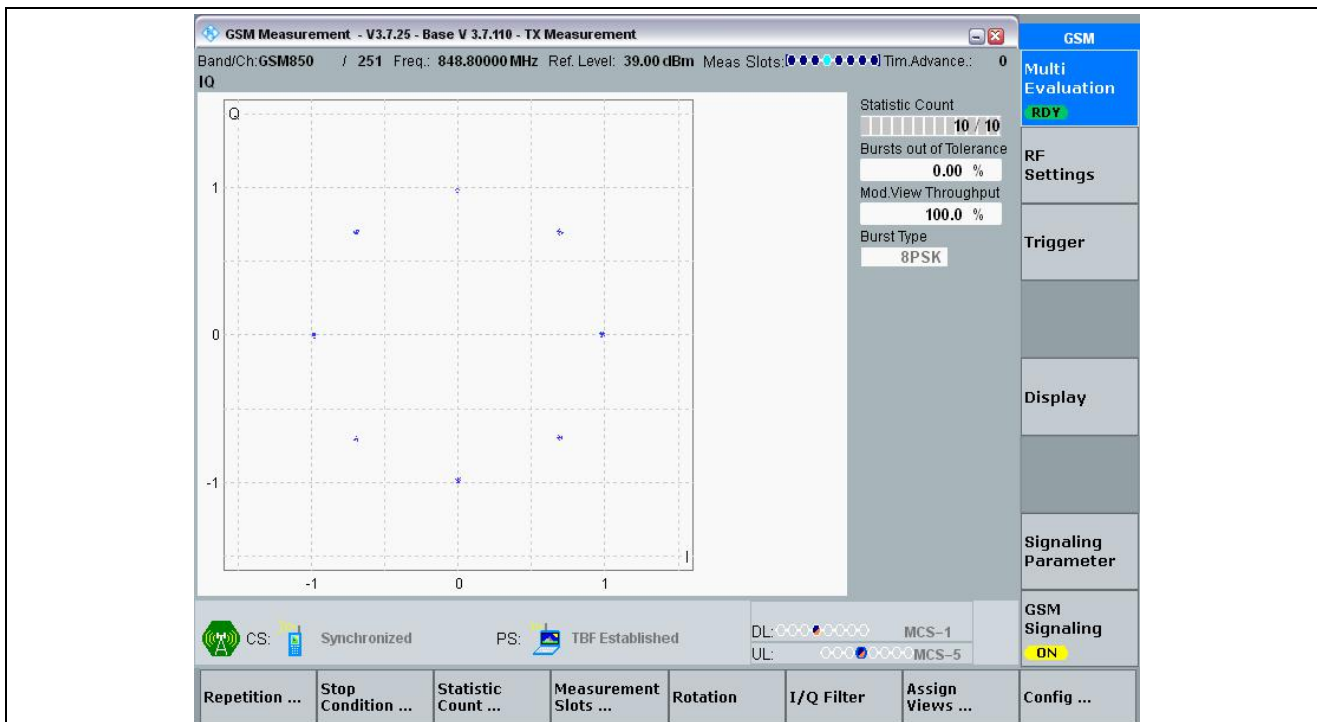 GSM Measurement - V3.7.25 - Base V 3.7.110 - TX Measurement
GSM
Band/Ch:GSM850 / 251 Freq.: 848.80000 MHz Ref. Level: 39.00 dBm Meas Slots: Tim.Advance.: 0
IQ
Multi
Evaluation
RDY
Q
Statistic Count
10 / 10
Bursts out of Tolerance
0.00 %
Mod.View Throughput
100.0 %
Burst Type
8PSK
RF
Settings
Trigger
Display
Signaling
Parameter
GSM
Signaling
ON
1
0
-1
I
-1 0 1
CS: Synchronized PS: TBF Establishe
DL: MCS-1
UL: MCS-5
Repetition ...
Stop
Condition ...
Statistic
Count ...
Measurement
Slots ...
Rotation
I/Q Filter
Assign
Views ...
Config ...